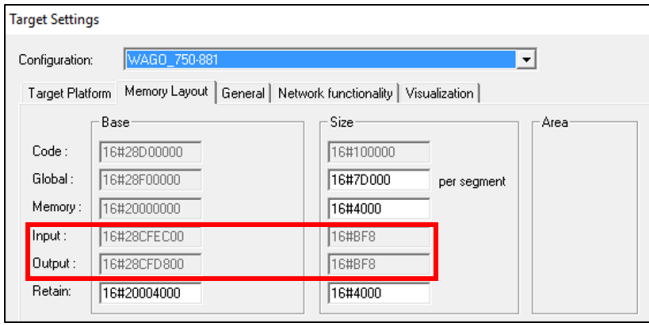 Target Settings
Configuration: WAGO_750-881
Target Platform Memory Layout General Network functionality Visualization
Base Size Area
Code : 16#28D00000 16#100000
Global : 16#28F00000 16#7D000 per segment
Memory : 16#20000000 16#4000
Input : 16#28CFEC00 16#BF8
Output : 16#28CFD800 16#BF8
Retain: 16#20004000 16#4000